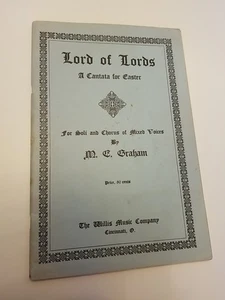 Lord of Lords
A Cantata for Easter
For Soli and Chorus of Mixed Voices
By
M. E. Graham
Price, 
The Willis Music Company
Cincinnati, O.